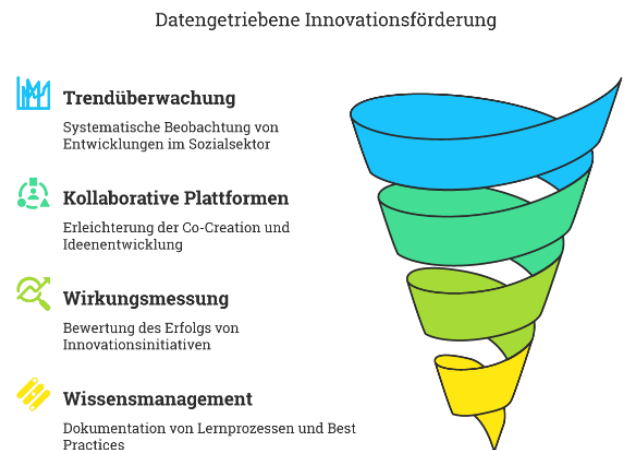 Datengetriebene Innovationsförderung
Trendüberwachung
Systematische Beobachtung von
Entwicklungen im Sozialsektor
Kollaborative Plattformen
Erleichterung der Co-Creation und
Ideenentwicklung
Wirkungsmessung
Bewertung des Erfolgs von
Innovationsinitiativen
Wissensmanagement
Dokumentation von Lernprozessen und Best
Practices